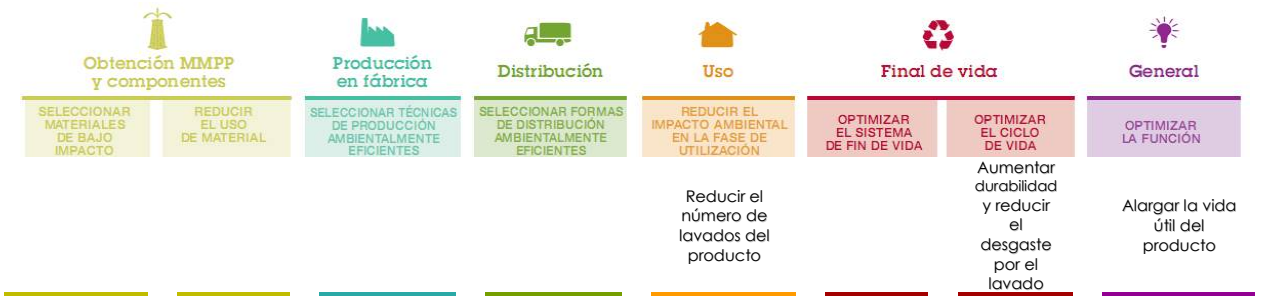 Obtención MMPP
y componentes
Producción
en fábrica
Distribución
Uso
Final de vida
General
SELECCIONAR
MATERIALES
DE BAJO
IMPACTO
REDUCIR
EL USO
DE MATERIAL
SELECCIONAR TÉCNICAS
DE PRODUCCIÓN
AMBIENTALMENTE
EFICIENTES
SELECCIONAR FORMAS
DE DISTRIBUCIÓN
AMBIENTALMENTE
EFICIENTES
REDUCIR EL
IMPACTO AMBIENTAL
EN LA FASE DE
UTILIZACIÓN
OPTIMIZAR
EL SISTEMA
DE FIN DE VIDA
OPTIMIZAR
EL CICLO
DE VIDA
OPTIMIZAR
LA FUNCIÓN
Reducir el
número de
lavados del
producto
Aumentar
durabilidad
y reducir
el
desgaste
por el
lavado
Alargar la vida
útil del
producto